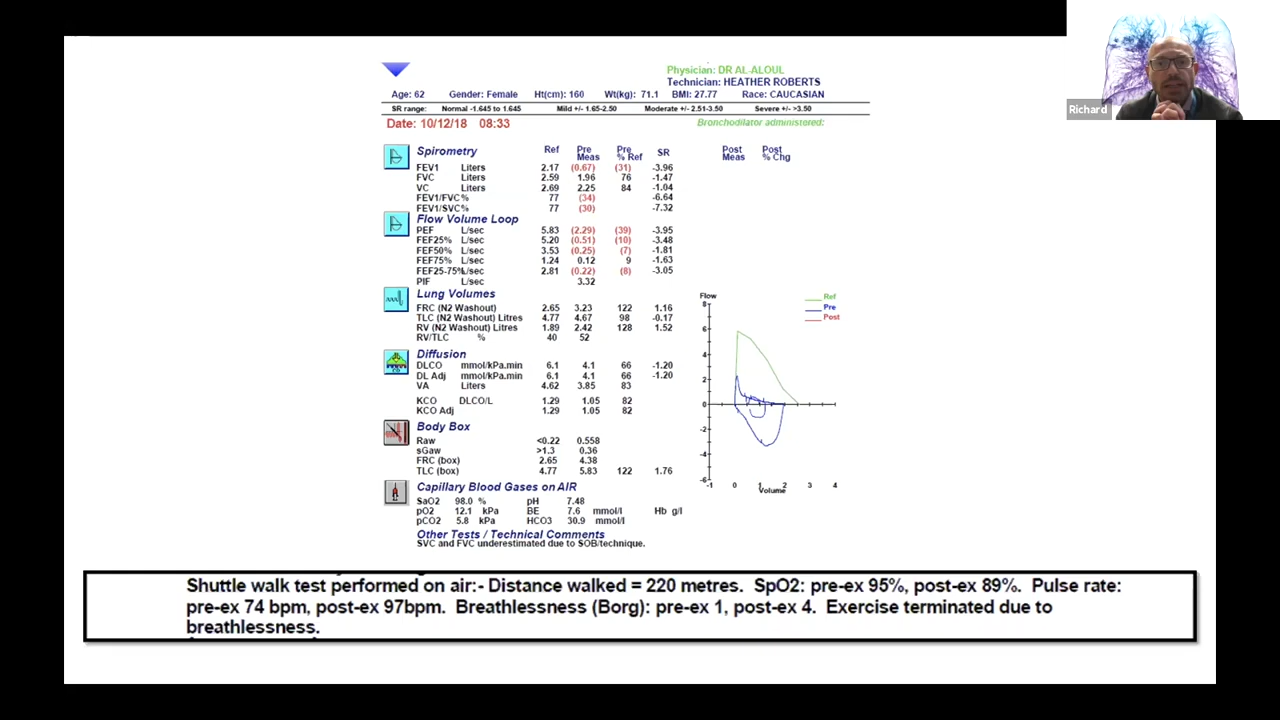 Richard
Physician: DR AL-ALOUL
Technician: HEATHER ROBERTS
Age: 62 Gender: Female Ht(cm): 160 Wt(kg): 71.1 BMI: 27.77 Race: CAUCASIAN
SR range: Normal -1.645 to 1.645 Mild +/- 1.65-2.50 Moderate +/- 2.51-3.50 Severe +/- >3.50
Date: 10/12/18 08:33 Bronchodilator administered:
Spirometry Ref Pre Meas Pre % Ref SR Post Meas Post % Chg
FEV1 Liters 2.17 (0.67) (31) -3.96
FVC Liters 2.59 1.96 76 -1.47
VC Liters 2.69 2.25 84 -1.04
FEV1/FVC % 77 (34) -6.64
FEV1/SVC% 77 (30) -7.32
Flow Volume Loop
PEF L/sec 5.83 (2.29) (39) -3.95
FEF25% L/sec 5.20 (0.51) (10) -3.48
FEF50% L/sec 3.53 (0.25) (7) -1.81
FEF75% L/sec 1.24 0.12 9 -1.63
FEF25-75% L/sec 2.81 (0.22) (8) -3.05
PIF L/sec 3.32
Lung Volumes
FRC (N2 Washout) 2.65 3.23 122 1.16
TLC (N2 Washout) Litres 4.77 4.67 98 -0.17
RV (N2 Washout) Litres 1.89 2.42 128 1.52
RV/TLC % 40 52
Diffusion
DLCO mmol/kPa.min 6.1 4.1 66 -1.20
DL Adj mmol/kPa.min 6.1 4.1 66 -1.20
VA Liters 4.62 3.85 83
KCO DLCO/L 1.29 1.05 82
KCO Adj 1.29 1.05 82
Body Box
Raw <0.22 0.558
sGaw >1.3 0.36
FRC (box) 2.65 4.38
TLC (box) 4.77 5.83 122 1.76
Capillary Blood Gases on AIR
SaO2 98.0 % pH 7.48
pO2 12.1 kPa BE 7.6 mmol/l Hb g/l
pCO2 5.8 kPa HCO3 30.9 mmol/l
Other Tests / Technical Comments
SVC and FVC underestimated due to SOB/technique.
Flow
8
6
4
2
0
-2
-4
-6
-1 0 1 2 3 4
Volume
Ref
Pre
Post
Shuttle walk test performed on air:- Distance walked = 220 metres. SpO2: pre-ex 95%, post-ex 89%. Pulse rate:
pre-ex 74 bpm, post-ex 97bpm. Breathlessness (Borg): pre-ex 1, post-ex 4. Exercise terminated due to
breathlessness.